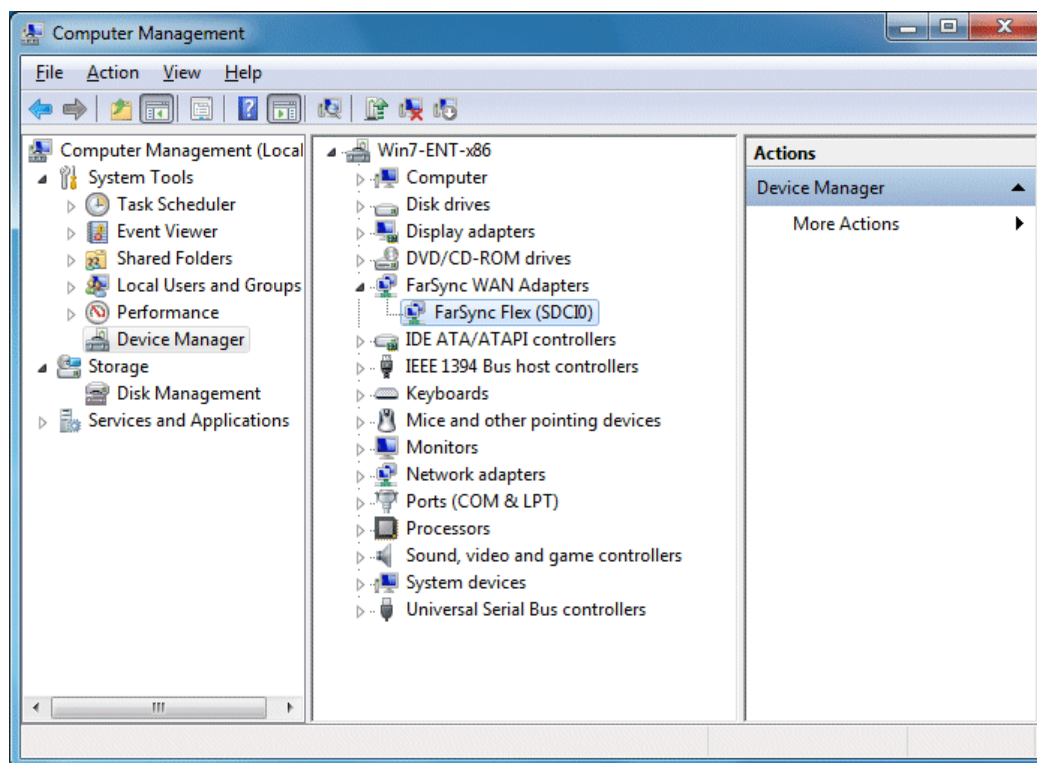 Computer Management
File Action View Help
Computer Management (Local
System Tools
Task Scheduler
Event Viewer
Shared Folders
Local Users and Groups
Performance
Device Manager
Storage
Disk Management
Services and Applications
Win7-ENT-x86
Computer
Disk drives
Display adapters
DVD/CD-ROM drives
FarSync WAN Adapters
FarSync Flex (SDCI0)
IDE ATA/ATAPI controllers
IEEE 1394 Bus host controllers
Keyboards
Mice and other pointing devices
Monitors
Network adapters
Ports (COM & LPT)
Processors
Sound, video and game controllers
System devices
Universal Serial Bus controllers
Actions
Device Manager
More Actions